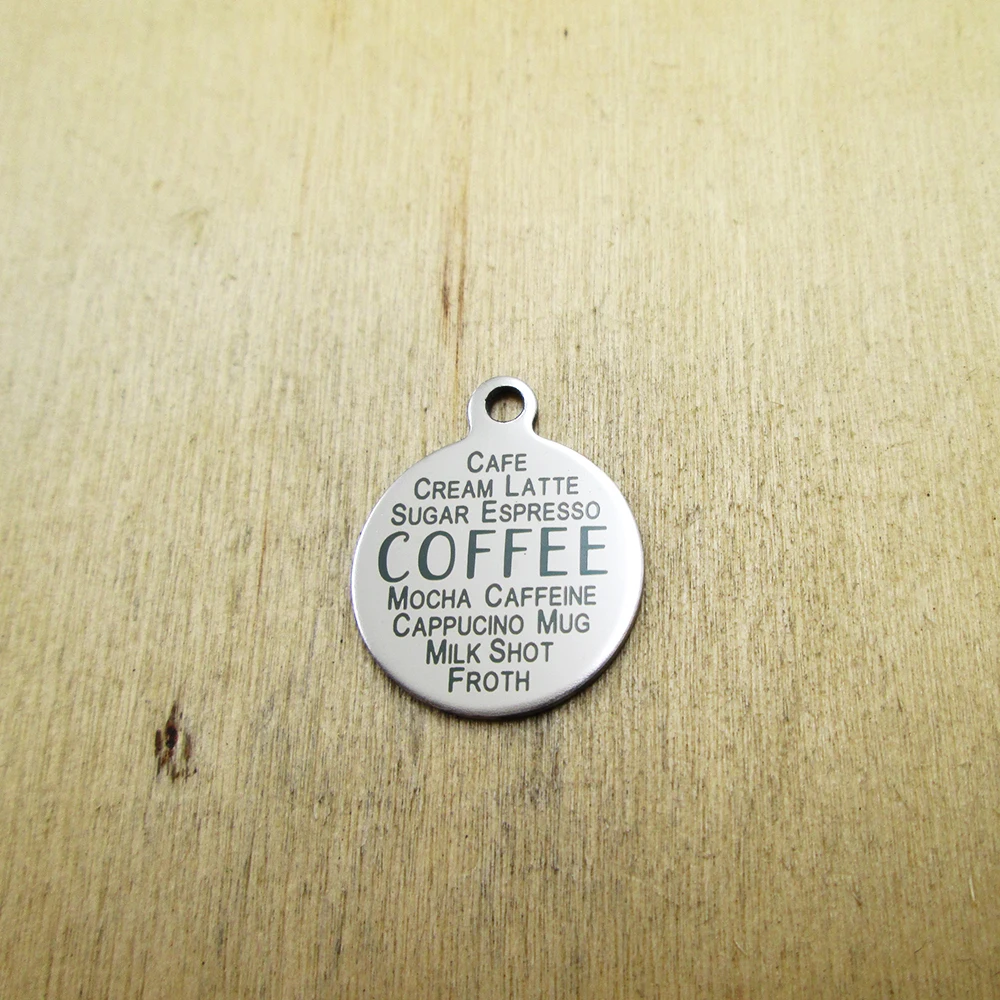 CAFE
CREAM LATTE
SUGAR ESPRESSO
COFFEE
MOCHA CAFFEINE
CAPPUCINO MUG
MILK SHOT
FROTH